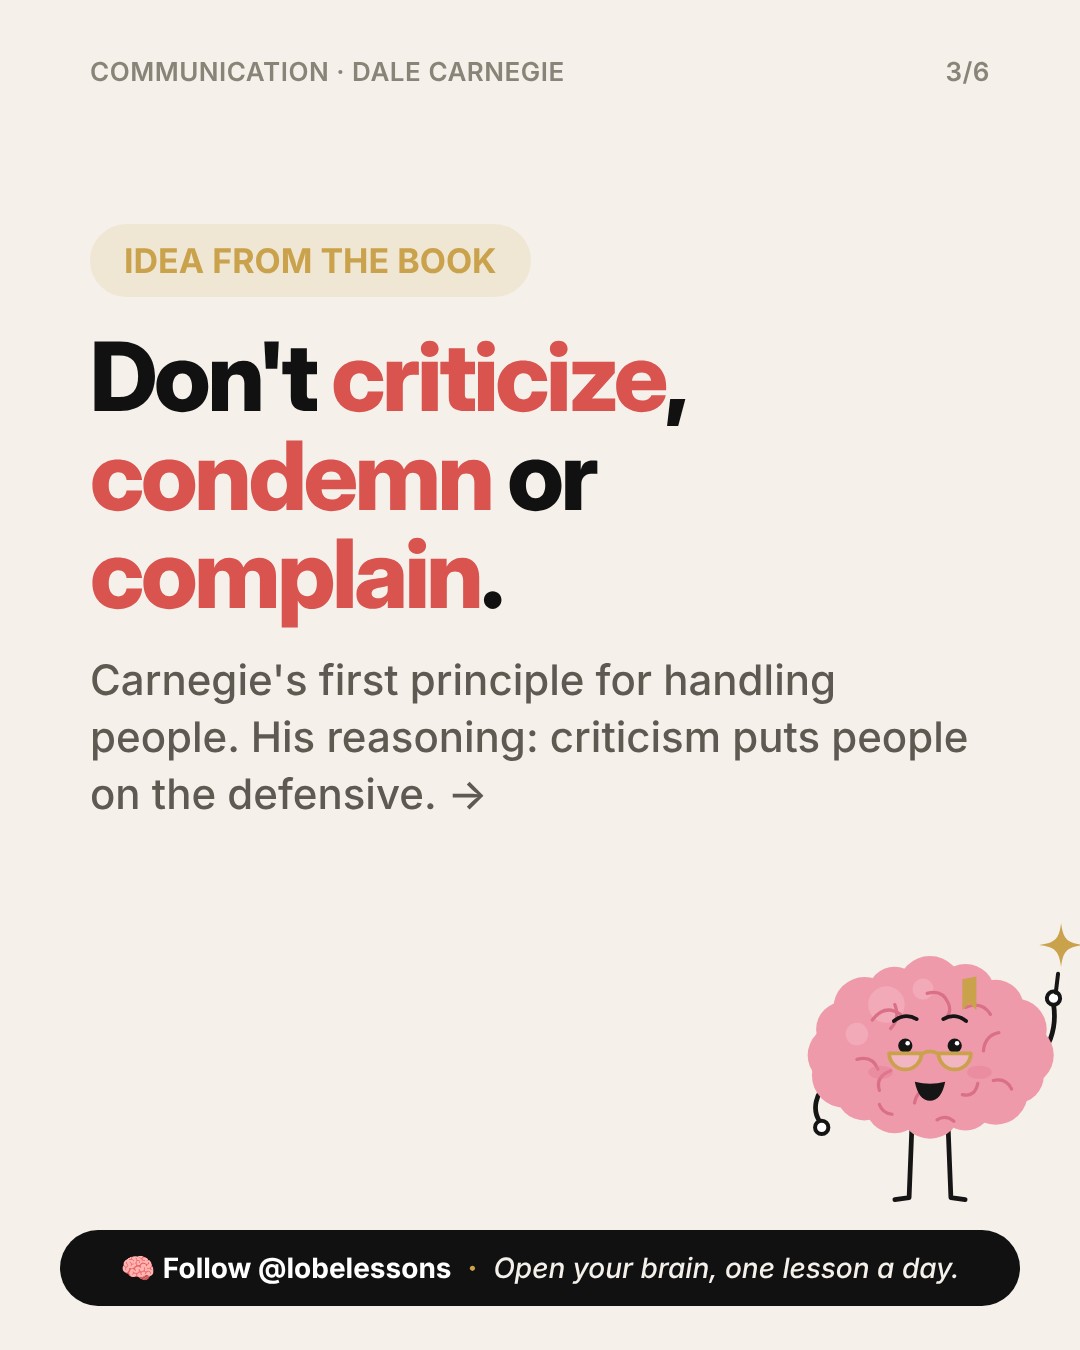 COMMUNICATION · DALE CARNEGIE
3/6
IDEA FROM THE BOOK
Don't criticize,
condemn or
complain.
Carnegie's first principle for handling
people. His reasoning: criticism puts people
on the defensive. →
🧠 Follow @lobelessons · Open your brain, one lesson a day.